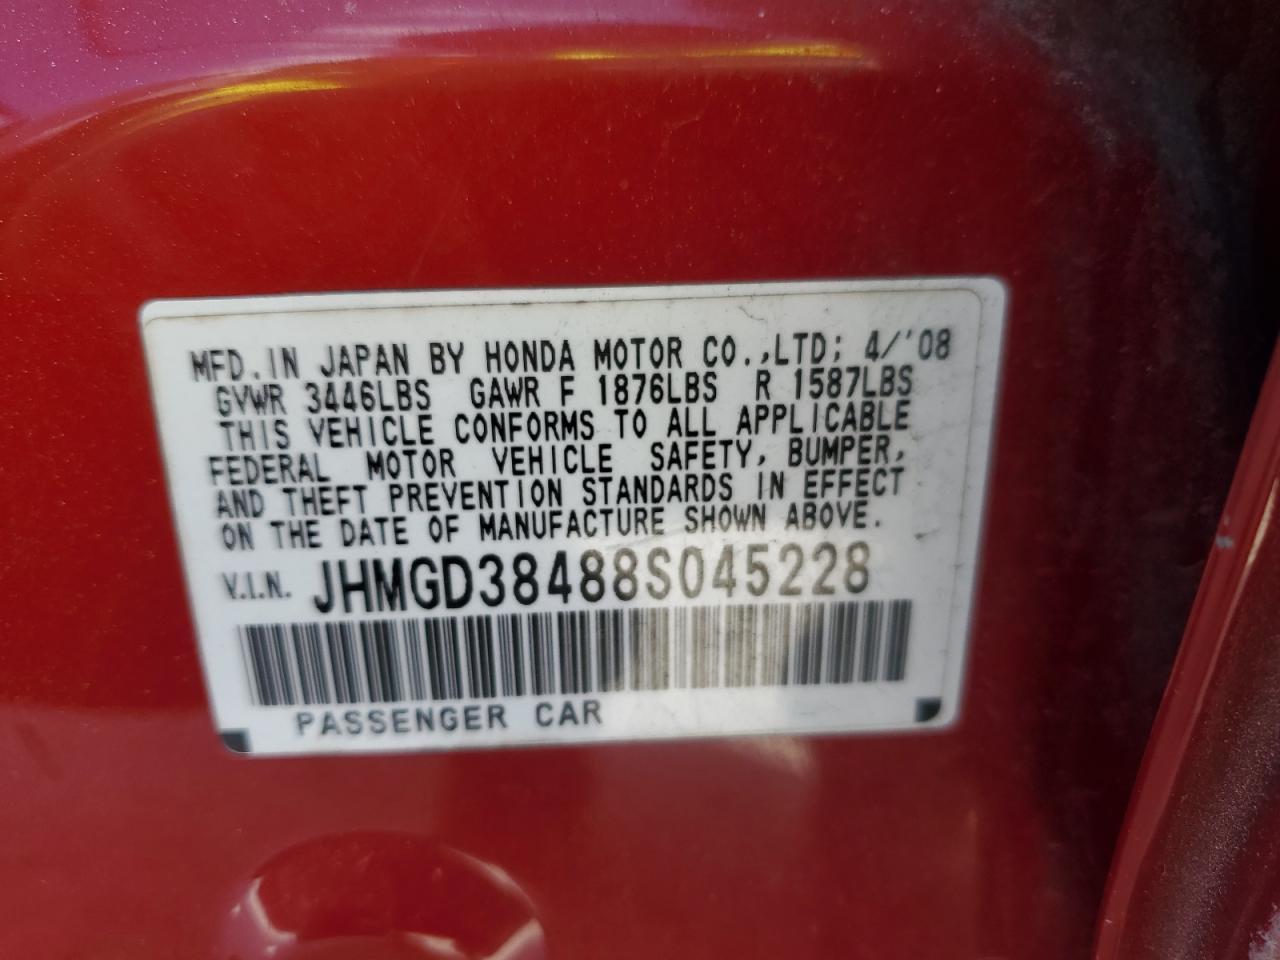 MFD. IN JAPAN BY HONDA MOTOR CO., LTD; 4/'08
GVWR 3446LBS GAWR F 1876LBS R 1587LBS
THIS VEHICLE CONFORMS TO ALL APPLICABLE
FEDERAL MOTOR VEHICLE SAFETY, BUMPER,
AND THEFT PREVENTION STANDARDS IN EFFECT
ON THE DATE OF MANUFACTURE SHOWN ABOVE.
V.I.N. JHMGD38488S045228
PASSENGER CAR